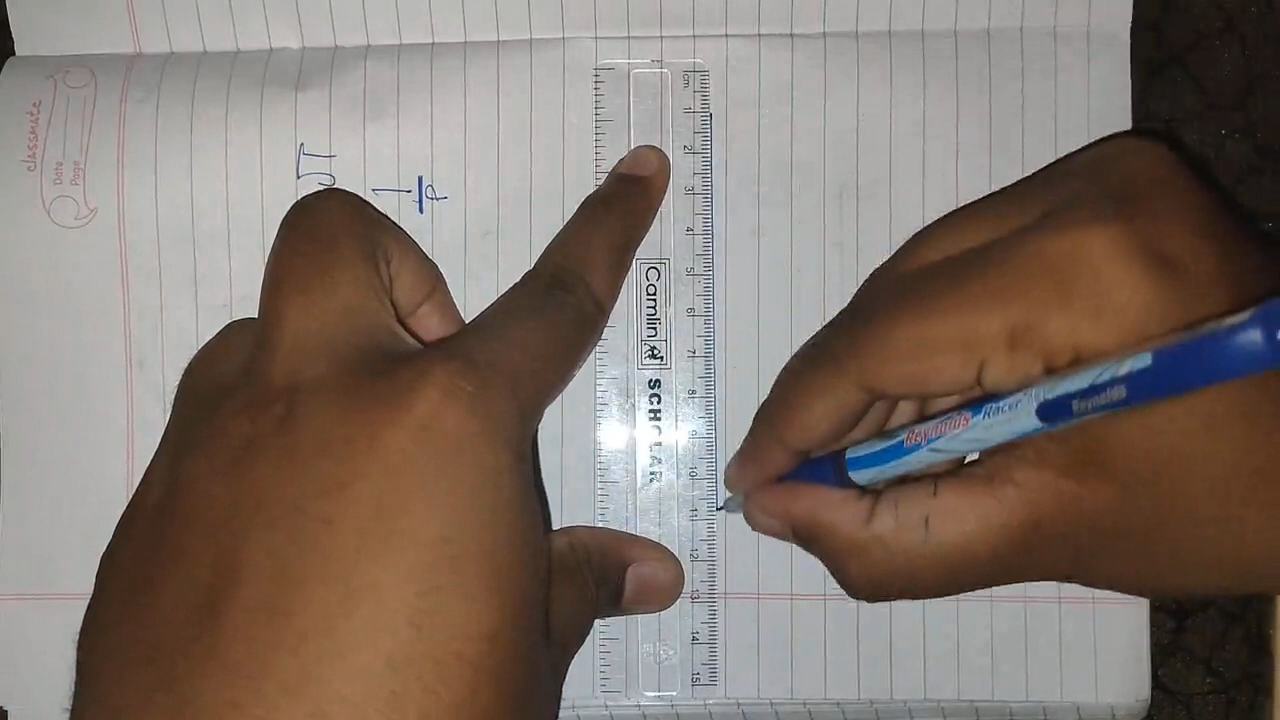 classmate
Date
Page
√T
1
P
cm 1 2 3 4 5 6 7 8 9 10 11 12 13 14 15
Camlin
SCHOLAR
Reynolds Racer
Reynolds